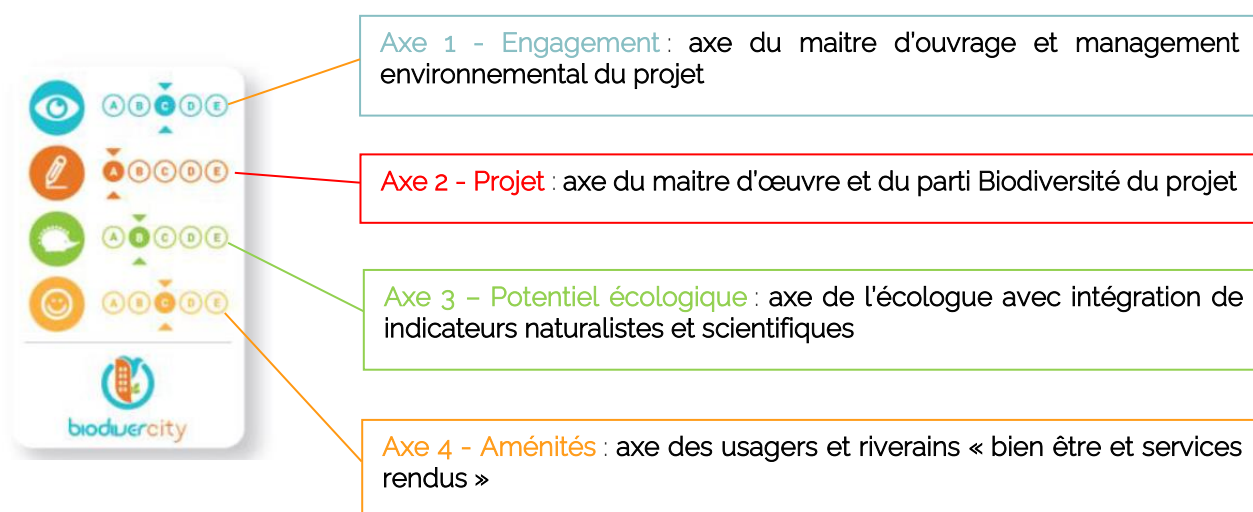 Axe 1 - Engagement : axe du maitre d'ouvrage et management
environnemental du projet
A B C D E
Axe 2 - Projet : axe du maitre d'œuvre et du parti Biodiversité du projet
A B C D E
Axe 3 – Potentiel écologique : axe de l'écologue avec intégration de
indicateurs naturalistes et scientifiques
A B C D E
Axe 4 - Aménités : axe des usagers et riverains « bien être et services
rendus »
A B C D E
biodivercity